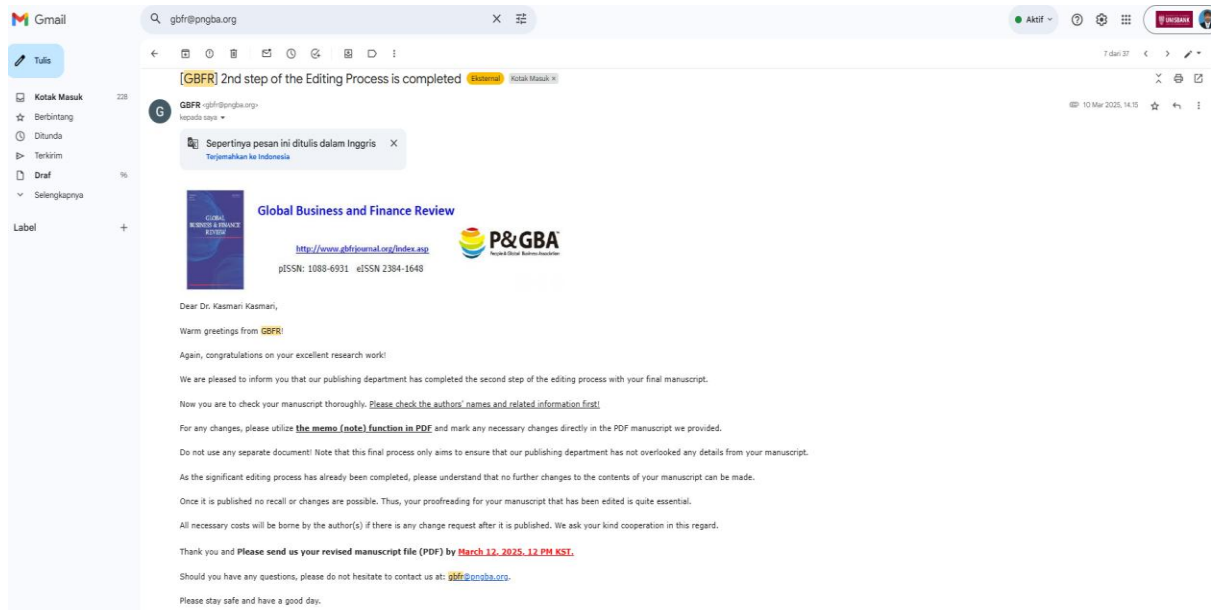 Gmail
gbfr@pngba.org
Aktif
UNISBANK
Tulis
7 dari 37
[GBFR] 2nd step of the Editing Process is completed Eksternal Kotak Masuk ×
Kotak Masuk 228
Berbintang
Ditunda
Terkirim
Draf 96
Selengkapnya
Label +
G
GBFR <gbfr@pngba.org>
10 Mar 2025, 14.15
kepada saya
Sepertinya pesan ini ditulis dalam Inggris ×
Terjemahkan ke Indonesia
GLOBAL
BUSINESS & FINANCE
REVIEW
Global Business and Finance Review
http://www.gbfrjournal.org/index.asp
pISSN: 1088-6931 eISSN 2384-1648
P&GBA
People & Global Business Association
Dear Dr. Kasmari Kasmari,
Warm greetings from GBFR!
Again, congratulations on your excellent research work!
We are pleased to inform you that our publishing department has completed the second step of the editing process with your final manuscript.
Now you are to check your manuscript thoroughly. Please check the authors' names and related information first!
For any changes, please utilize the memo (note) function in PDF and mark any necessary changes directly in the PDF manuscript we provided.
Do not use any separate document! Note that this final process only aims to ensure that our publishing department has not overlooked any details from your manuscript.
As the significant editing process has already been completed, please understand that no further changes to the contents of your manuscript can be made.
Once it is published no recall or changes are possible. Thus, your proofreading for your manuscript that has been edited is quite essential.
All necessary costs will be borne by the author(s) if there is any change request after it is published. We ask your kind cooperation in this regard.
Thank you and Please send us your revised manuscript file (PDF) by March 12, 2025, 12 PM KST.
Should you have any questions, please do not hesitate to contact us at: gbfr@pngba.org.
Please stay safe and have a good day.